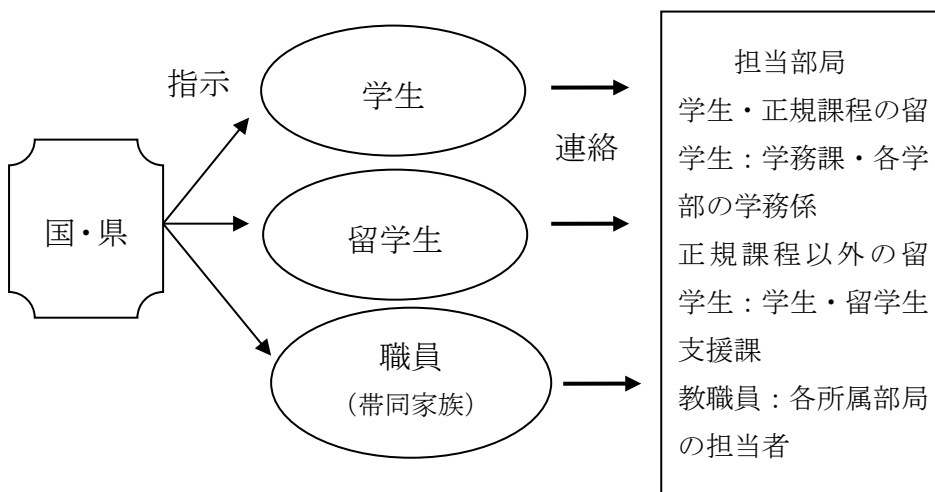 指示
国・県
学生
留学生
職員
（帯同家族）
連絡
担当部局
学生・正規課程の留
学生：学務課・各学
部の学務係
正規課程以外の留
学生：学生・留学生
支援課
教職員：各所属部局
の担当者